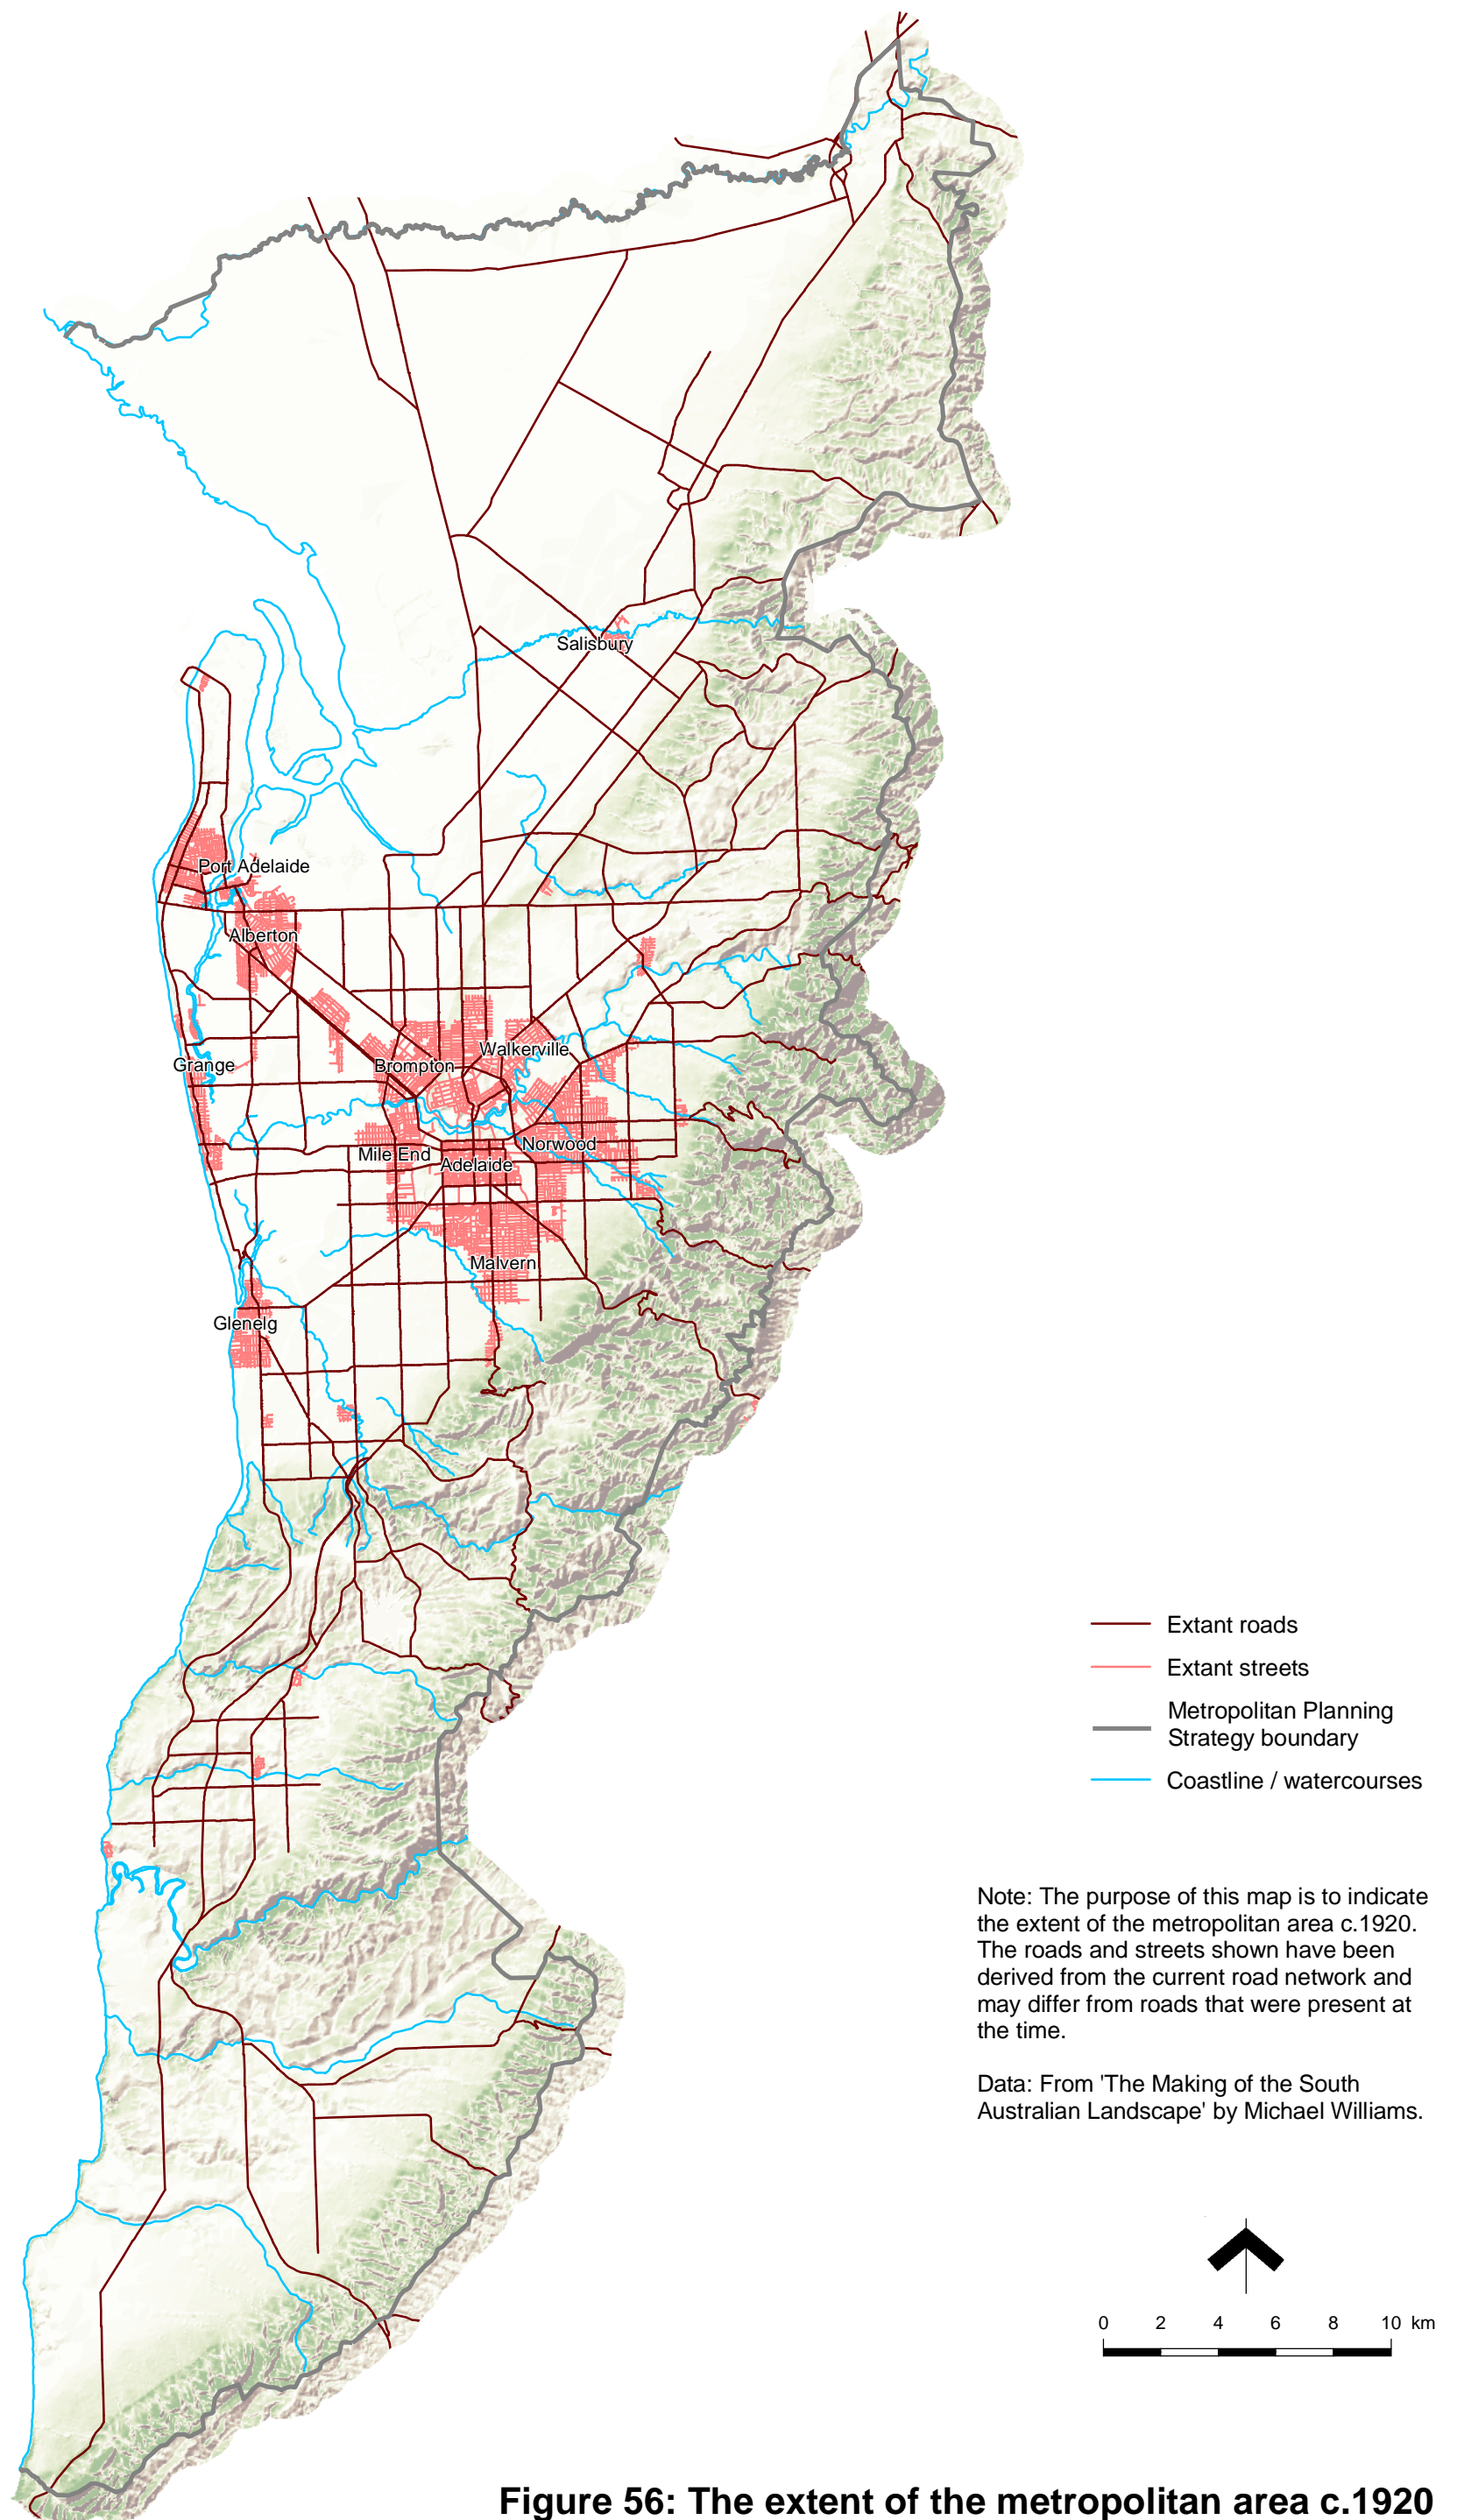 Salisbury
Port Adelaide
Alberton
Walkerville
Grange
Brompton
Norwood
Mile End
Adelaide
Malvern
Glenelg
Extant roads
Extant streets
Metropolitan Planning
Strategy boundary
Coastline / watercourses
Note: The purpose of this map is to indicate
the extent of the metropolitan area c.1920.
The roads and streets shown have been
derived from the current road network and
may differ from roads that were present at
the time.
Data: From 'The Making of the South
Australian Landscape' by Michael Williams.
0 2 4 6 8 10 km
Figure 56: The extent of the metropolitan area c.1920